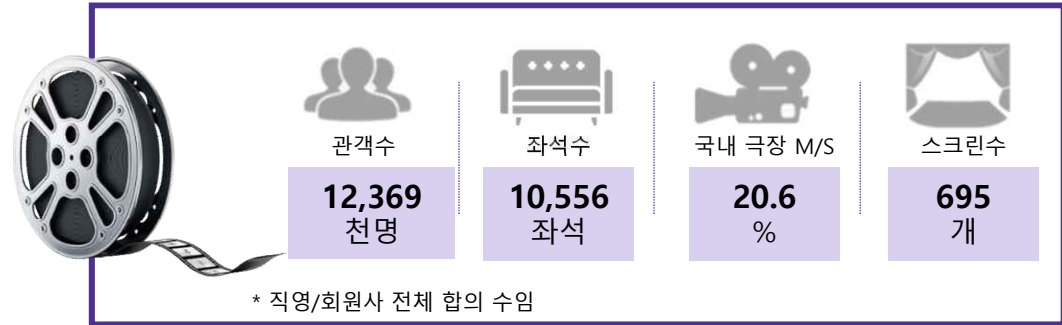 관객수
12,369
천명
좌석수
10,556
좌석
국내 극장 M/S
20.6
%
스크린수
695
개
* 직영/회원사 전체 합의 수임